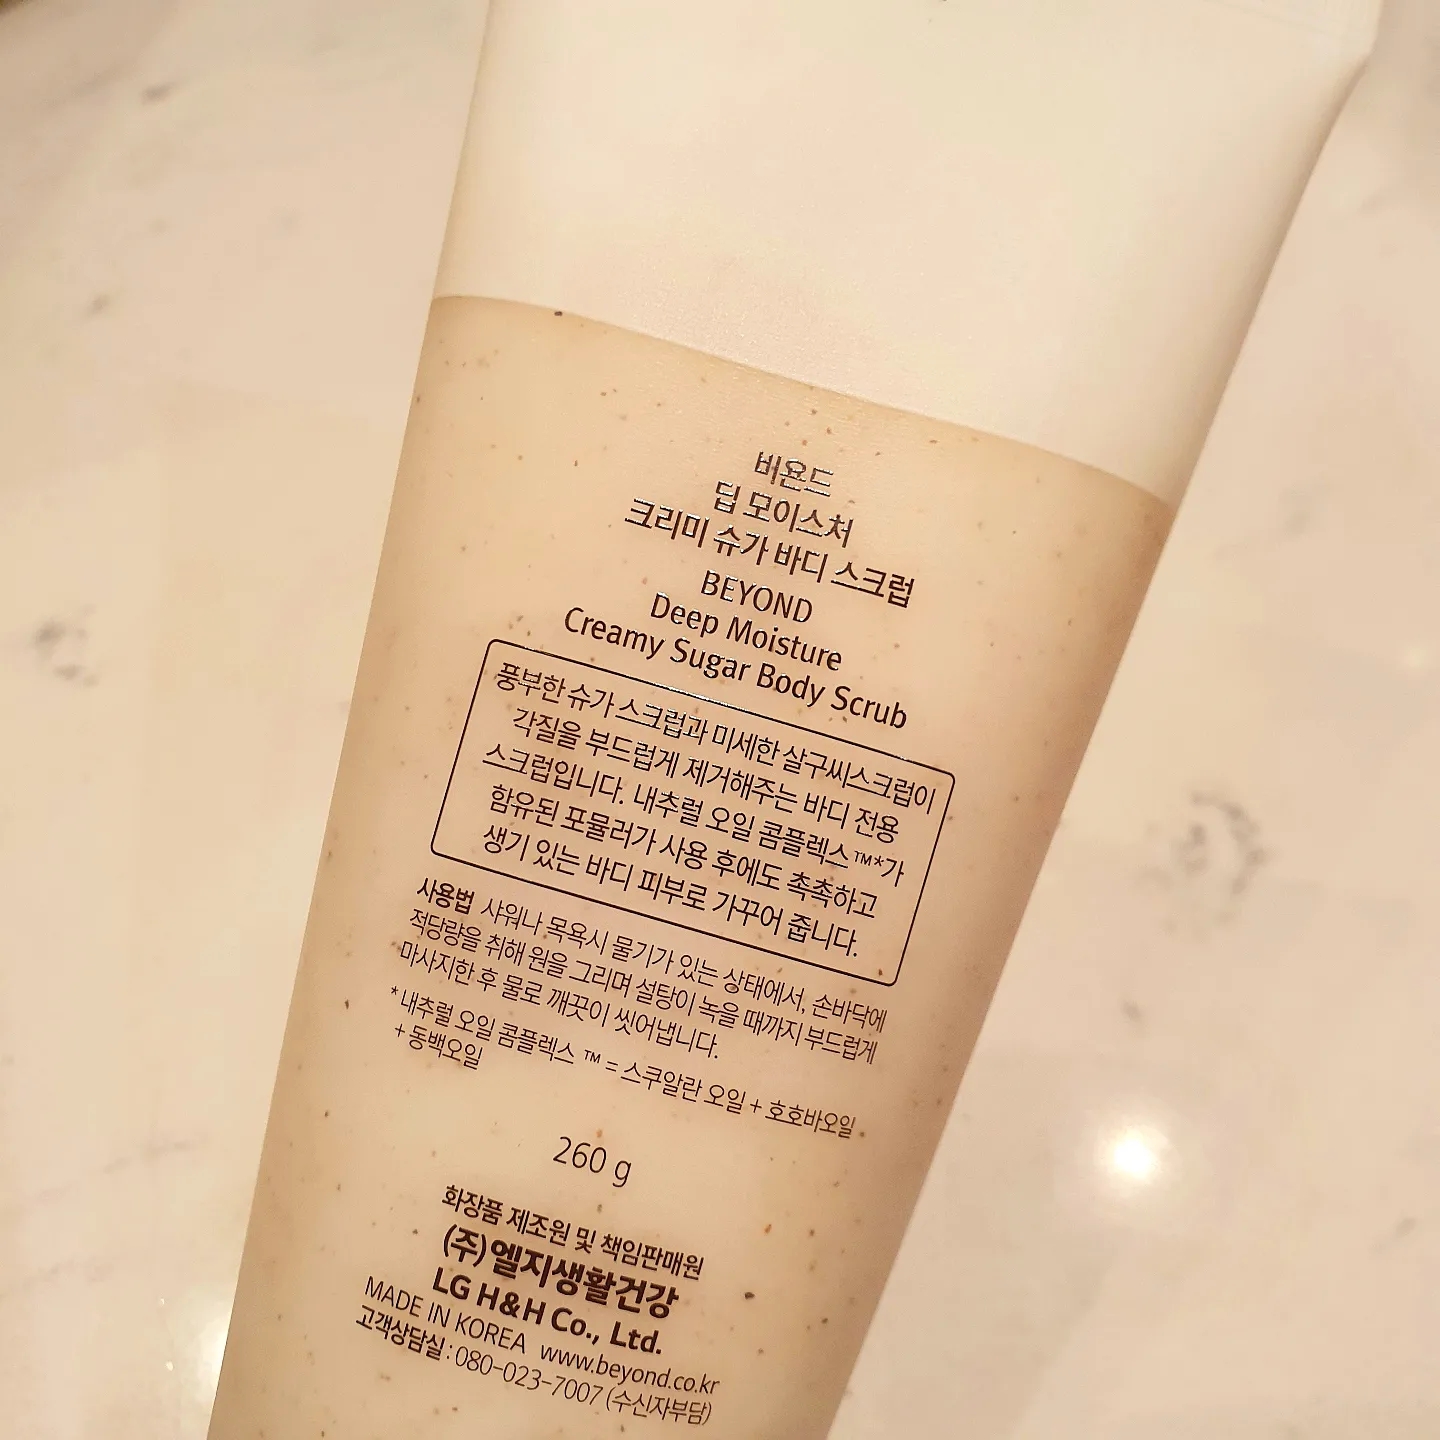 비욘드
딥 모이스처
크리미 슈가 바디 스크럽
BEYOND
Deep Moisture
Creamy Sugar Body Scrub
풍부한 슈가 스크럽과 미세한 살구씨스크럽이
각질을 부드럽게 제거해주는 바디 전용
스크럽입니다. 내추럴 오일 콤플렉스™*가
함유된 포뮬러가 사용 후에도 촉촉하고
생기 있는 바디 피부로 가꾸어 줍니다.
사용법 샤워나 목욕시 물기가 있는 상태에서, 손바닥에
적당량을 취해 원을 그리며 설탕이 녹을 때까지 부드럽게
마사지한 후 물로 깨끗이 씻어냅니다.
* 내추럴 오일 콤플렉스 ™ = 스쿠알란 오일 + 호호바오일
+ 동백오일
260 g
화장품 제조원 및 책임판매원
(주)엘지생활건강
LG H&H Co., Ltd.
MADE IN KOREA www.beyond.co.kr
고객상담실 : 080-023-7007 (수신자부담)